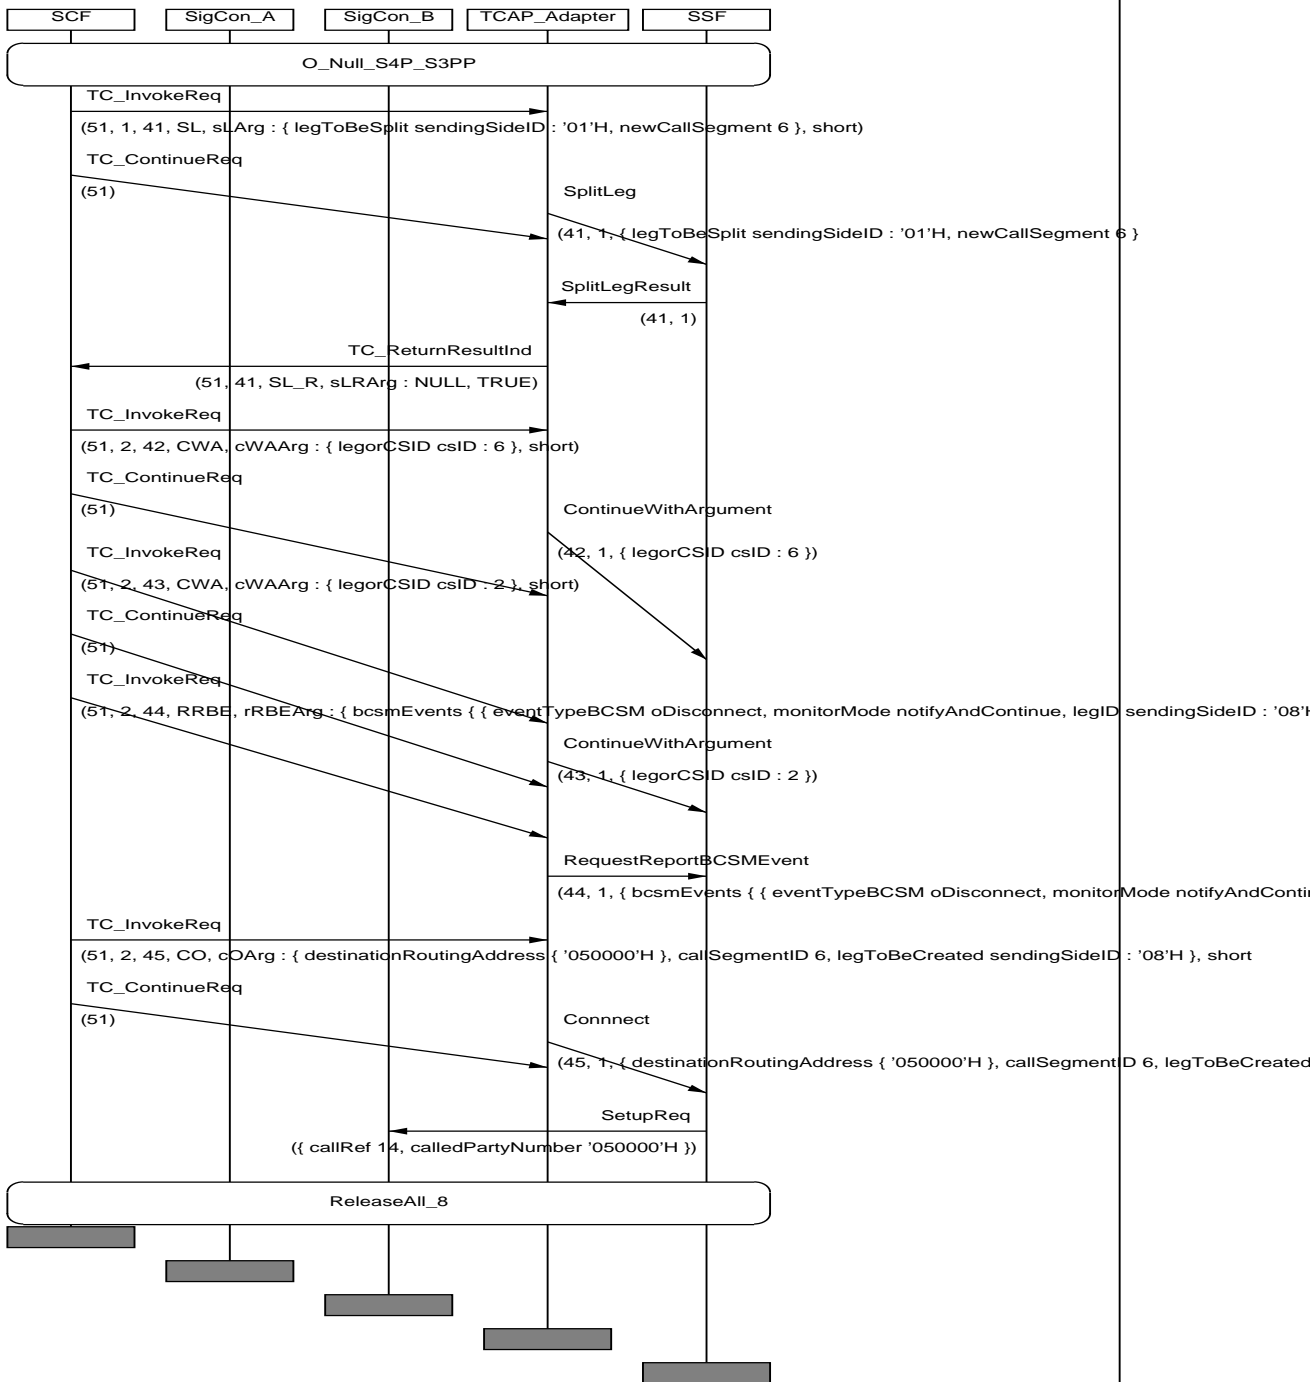 SCF SigCon_A SigCon_B TCAP_Adapter SSF
O_Null_S4P_S3PP
TC_InvokeReq
(51, 1, 41, SL, sLArg : { legToBeSplit sendingSideID : '01'H, newCallSegment 6 }, short)
TC_ContinueReq
(51)
SplitLeg
(41, 1, { legToBeSplit sendingSideID : '01'H, newCallSegment 6 }
SplitLegResult
(41, 1)
TC_ReturnResultInd
(51, 41, SL_R, sLRArg : NULL, TRUE)
TC_InvokeReq
(51, 2, 42, CWA, cWAArg : { legorCSID csID : 6 }, short)
TC_ContinueReq
(51)
ContinueWithArgument
(42, 1, { legorCSID csID : 6 })
TC_InvokeReq
(51, 2, 43, CWA, cWAArg : { legorCSID csID : 2 }, short)
TC_ContinueReq
(51)
TC_InvokeReq
(51, 2, 44, RRBE, rRBEArg : { bcsmEvents { { eventTypeBCSM oDisconnect, monitorMode notifyAndContinue, legID sendingSideID : '08'H
ContinueWithArgument
(43, 1, { legorCSID csID : 2 })
RequestReportBCSMEvent
(44, 1, { bcsmEvents { { eventTypeBCSM oDisconnect, monitorMode notifyAndConti
TC_InvokeReq
(51, 2, 45, CO, cOArg : { destinationRoutingAddress { '050000'H }, callSegmentID 6, legToBeCreated sendingSideID : '08'H }, short
TC_ContinueReq
(51)
Connnect
(45, 1, { destinationRoutingAddress { '050000'H }, callSegmentID 6, legToBeCreated
SetupReq
({ callRef 14, calledPartyNumber '050000'H })
ReleaseAll_8